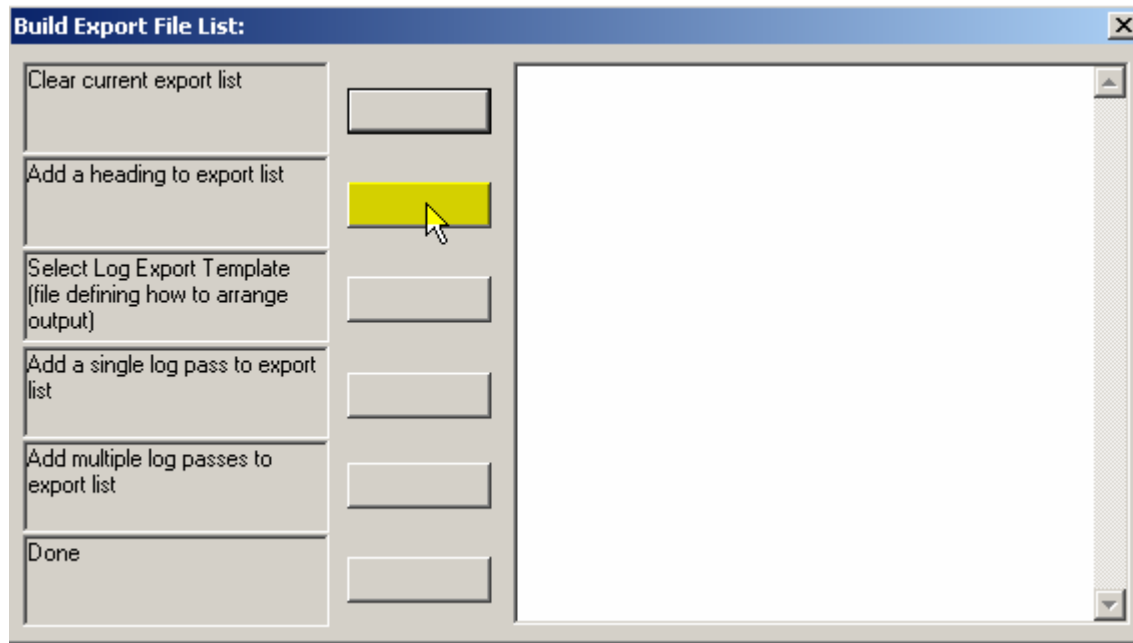 Build Export File List:
Clear current export list
Add a heading to export list
Select Log Export Template
(file defining how to arrange
output)
Add a single log pass to export
list
Add multiple log passes to
export list
Done